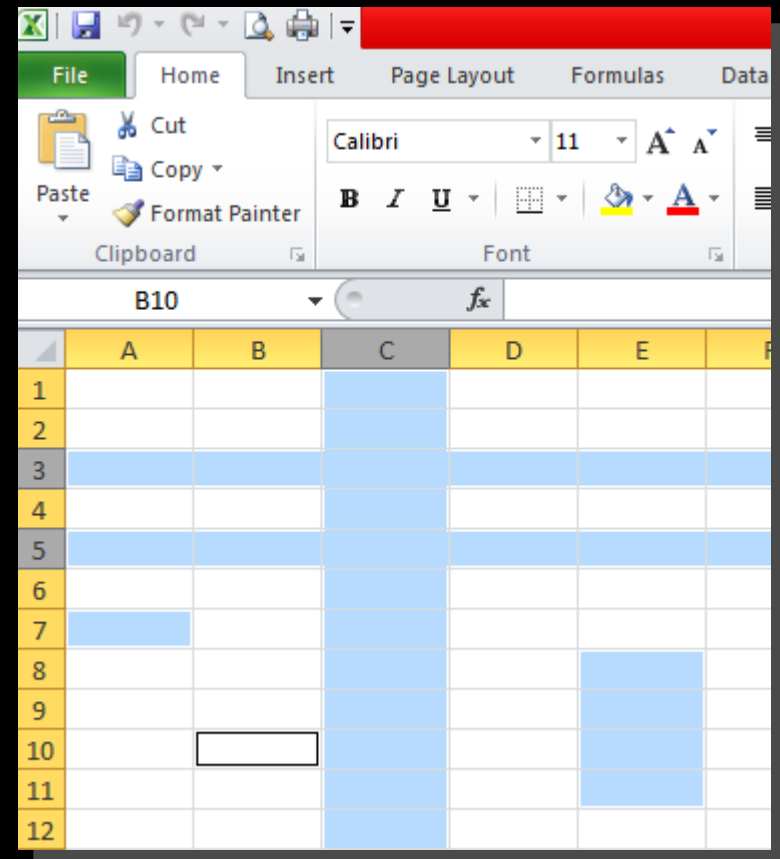 File Home Insert Page Layout Formulas Data
Cut
Calibri 11 A A
Copy
Paste
B I U A
Format Painter
Clipboard Font
B10 fx
A B C D E F
1
2
3
4
5
6
7
8
9
10
11
12